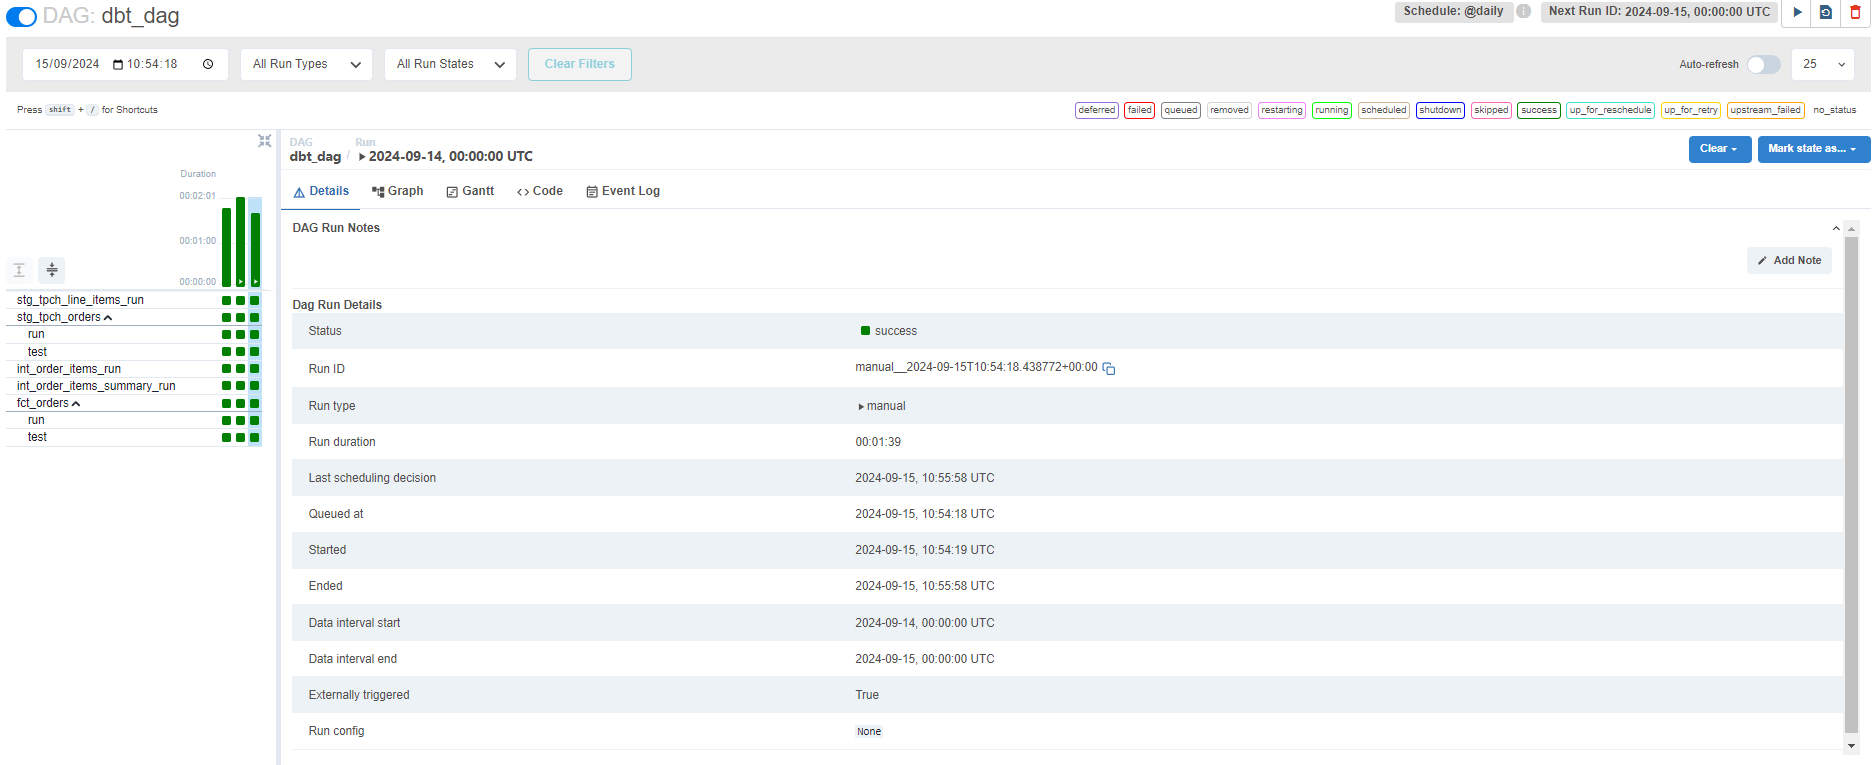 DAG: dbt_dag
Schedule: @daily
Next Run ID: 2024-09-15, 00:00:00 UTC
15/09/2024 10:54:18
All Run Types
All Run States
Clear Filters
Auto-refresh
25
Press shift + / for Shortcuts
deferred failed queued removed restarting running scheduled shutdown skipped success up_for_reschedule up_for_retry upstream_failed no_status
DAG
dbt_dag
/
Run
2024-09-14, 00:00:00 UTC
Clear
Mark state as...
Duration
00:02:01
00:01:00
00:00:00
stg_tpch_line_items_run
stg_tpch_orders
run
test
int_order_items_run
int_order_items_summary_run
fct_orders
run
test
Details
Graph
Gantt
Code
Event Log
DAG Run Notes
Add Note
Dag Run Details
Status success
Run ID manual__2024-09-15T10:54:18.438772+00:00
Run type manual
Run duration 00:01:39
Last scheduling decision 2024-09-15, 10:55:58 UTC
Queued at 2024-09-15, 10:54:18 UTC
Started 2024-09-15, 10:54:19 UTC
Ended 2024-09-15, 10:55:58 UTC
Data interval start 2024-09-14, 00:00:00 UTC
Data interval end 2024-09-15, 00:00:00 UTC
Externally triggered True
Run config None